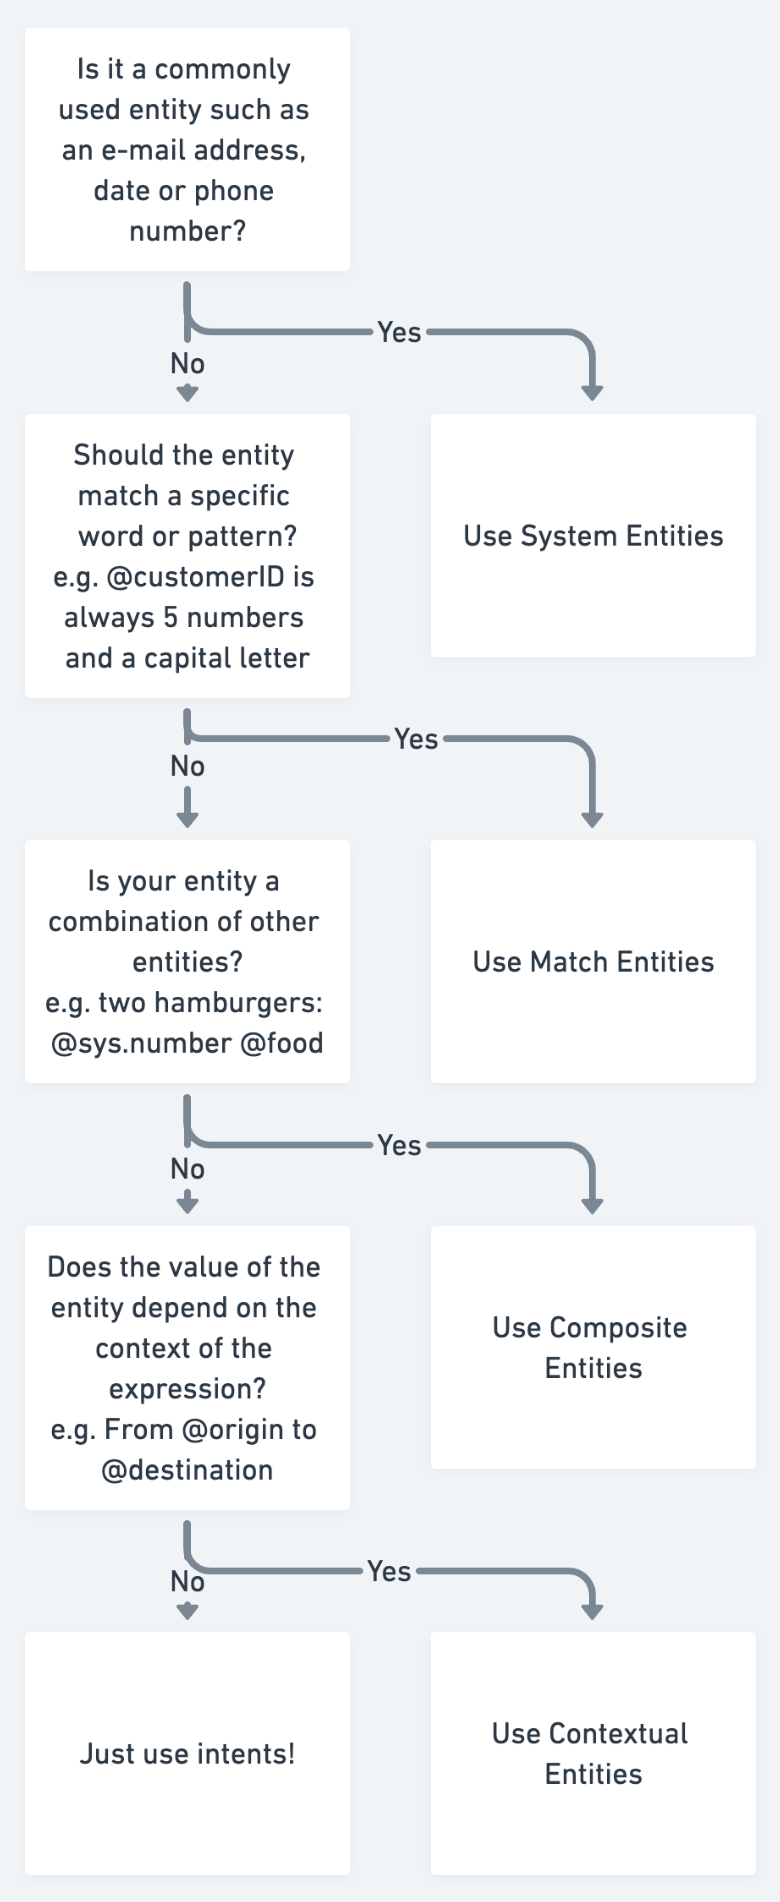 Is it a commonly
used entity such as
an e-mail address,
date or phone
number?
Yes
No
Should the entity
match a specific
word or pattern?
e.g. @customerID is
always 5 numbers
and a capital letter
Use System Entities
Yes
No
Is your entity a
combination of other
entities?
e.g. two hamburgers:
@sys.number @food
Use Match Entities
Yes
No
Does the value of the
entity depend on the
context of the
expression?
e.g. From @origin to
@destination
Use Composite
Entities
Yes
No
Just use intents!
Use Contextual
Entities